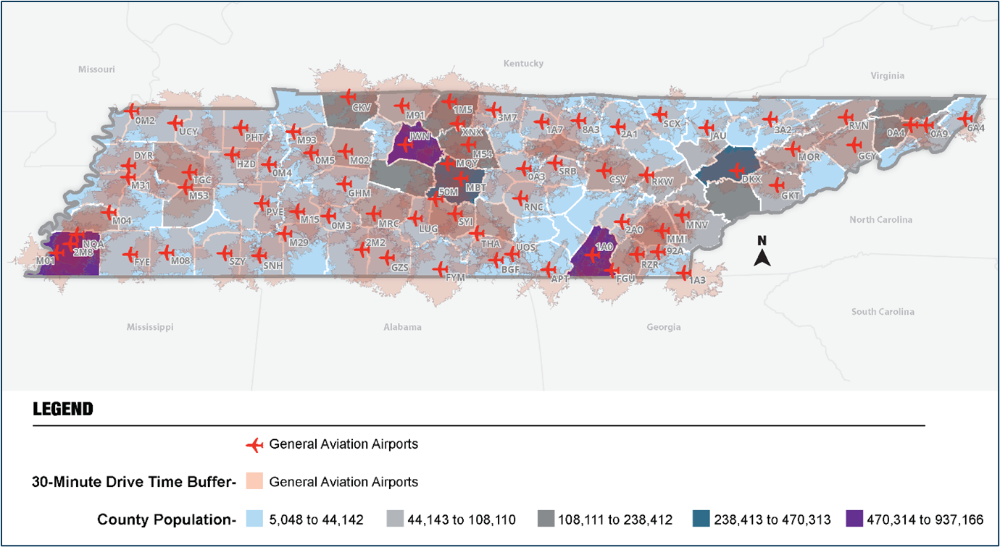 Missouri
Kentucky
Virginia
0M2
UCY
PHT
M93
CKV
M91
1M5
3M7
1A7
8A3
2A1
SCX
JAU
3A2
RVN
0A4
0A9
6A4
DYR
M31
TGC
M53
HZD
0M4
0M5
M02
JWN
XNX
M54
MQY
MBT
50M
0A3
SRB
CSV
RKW
DKX
MOR
GCY
GKT
GHM
RNC
M04
PVE
M15
0M3
MRC
LUG
SYI
THA
2A0
MNV
MMI
North Carolina
N
NQA
M01
2M8
FYE
M08
SZY
SNH
M29
2M2
GZS
FYM
BGF
UOS
APT
1A0
FGU
RZR
92A
1A3
South Carolina
Mississippi
Alabama
Georgia
LEGEND
General Aviation Airports
30-Minute Drive Time Buffer- General Aviation Airports
County Population- 5,048 to 44,142 44,143 to 108,110 108,111 to 238,412 238,413 to 470,313 470,314 to 937,166